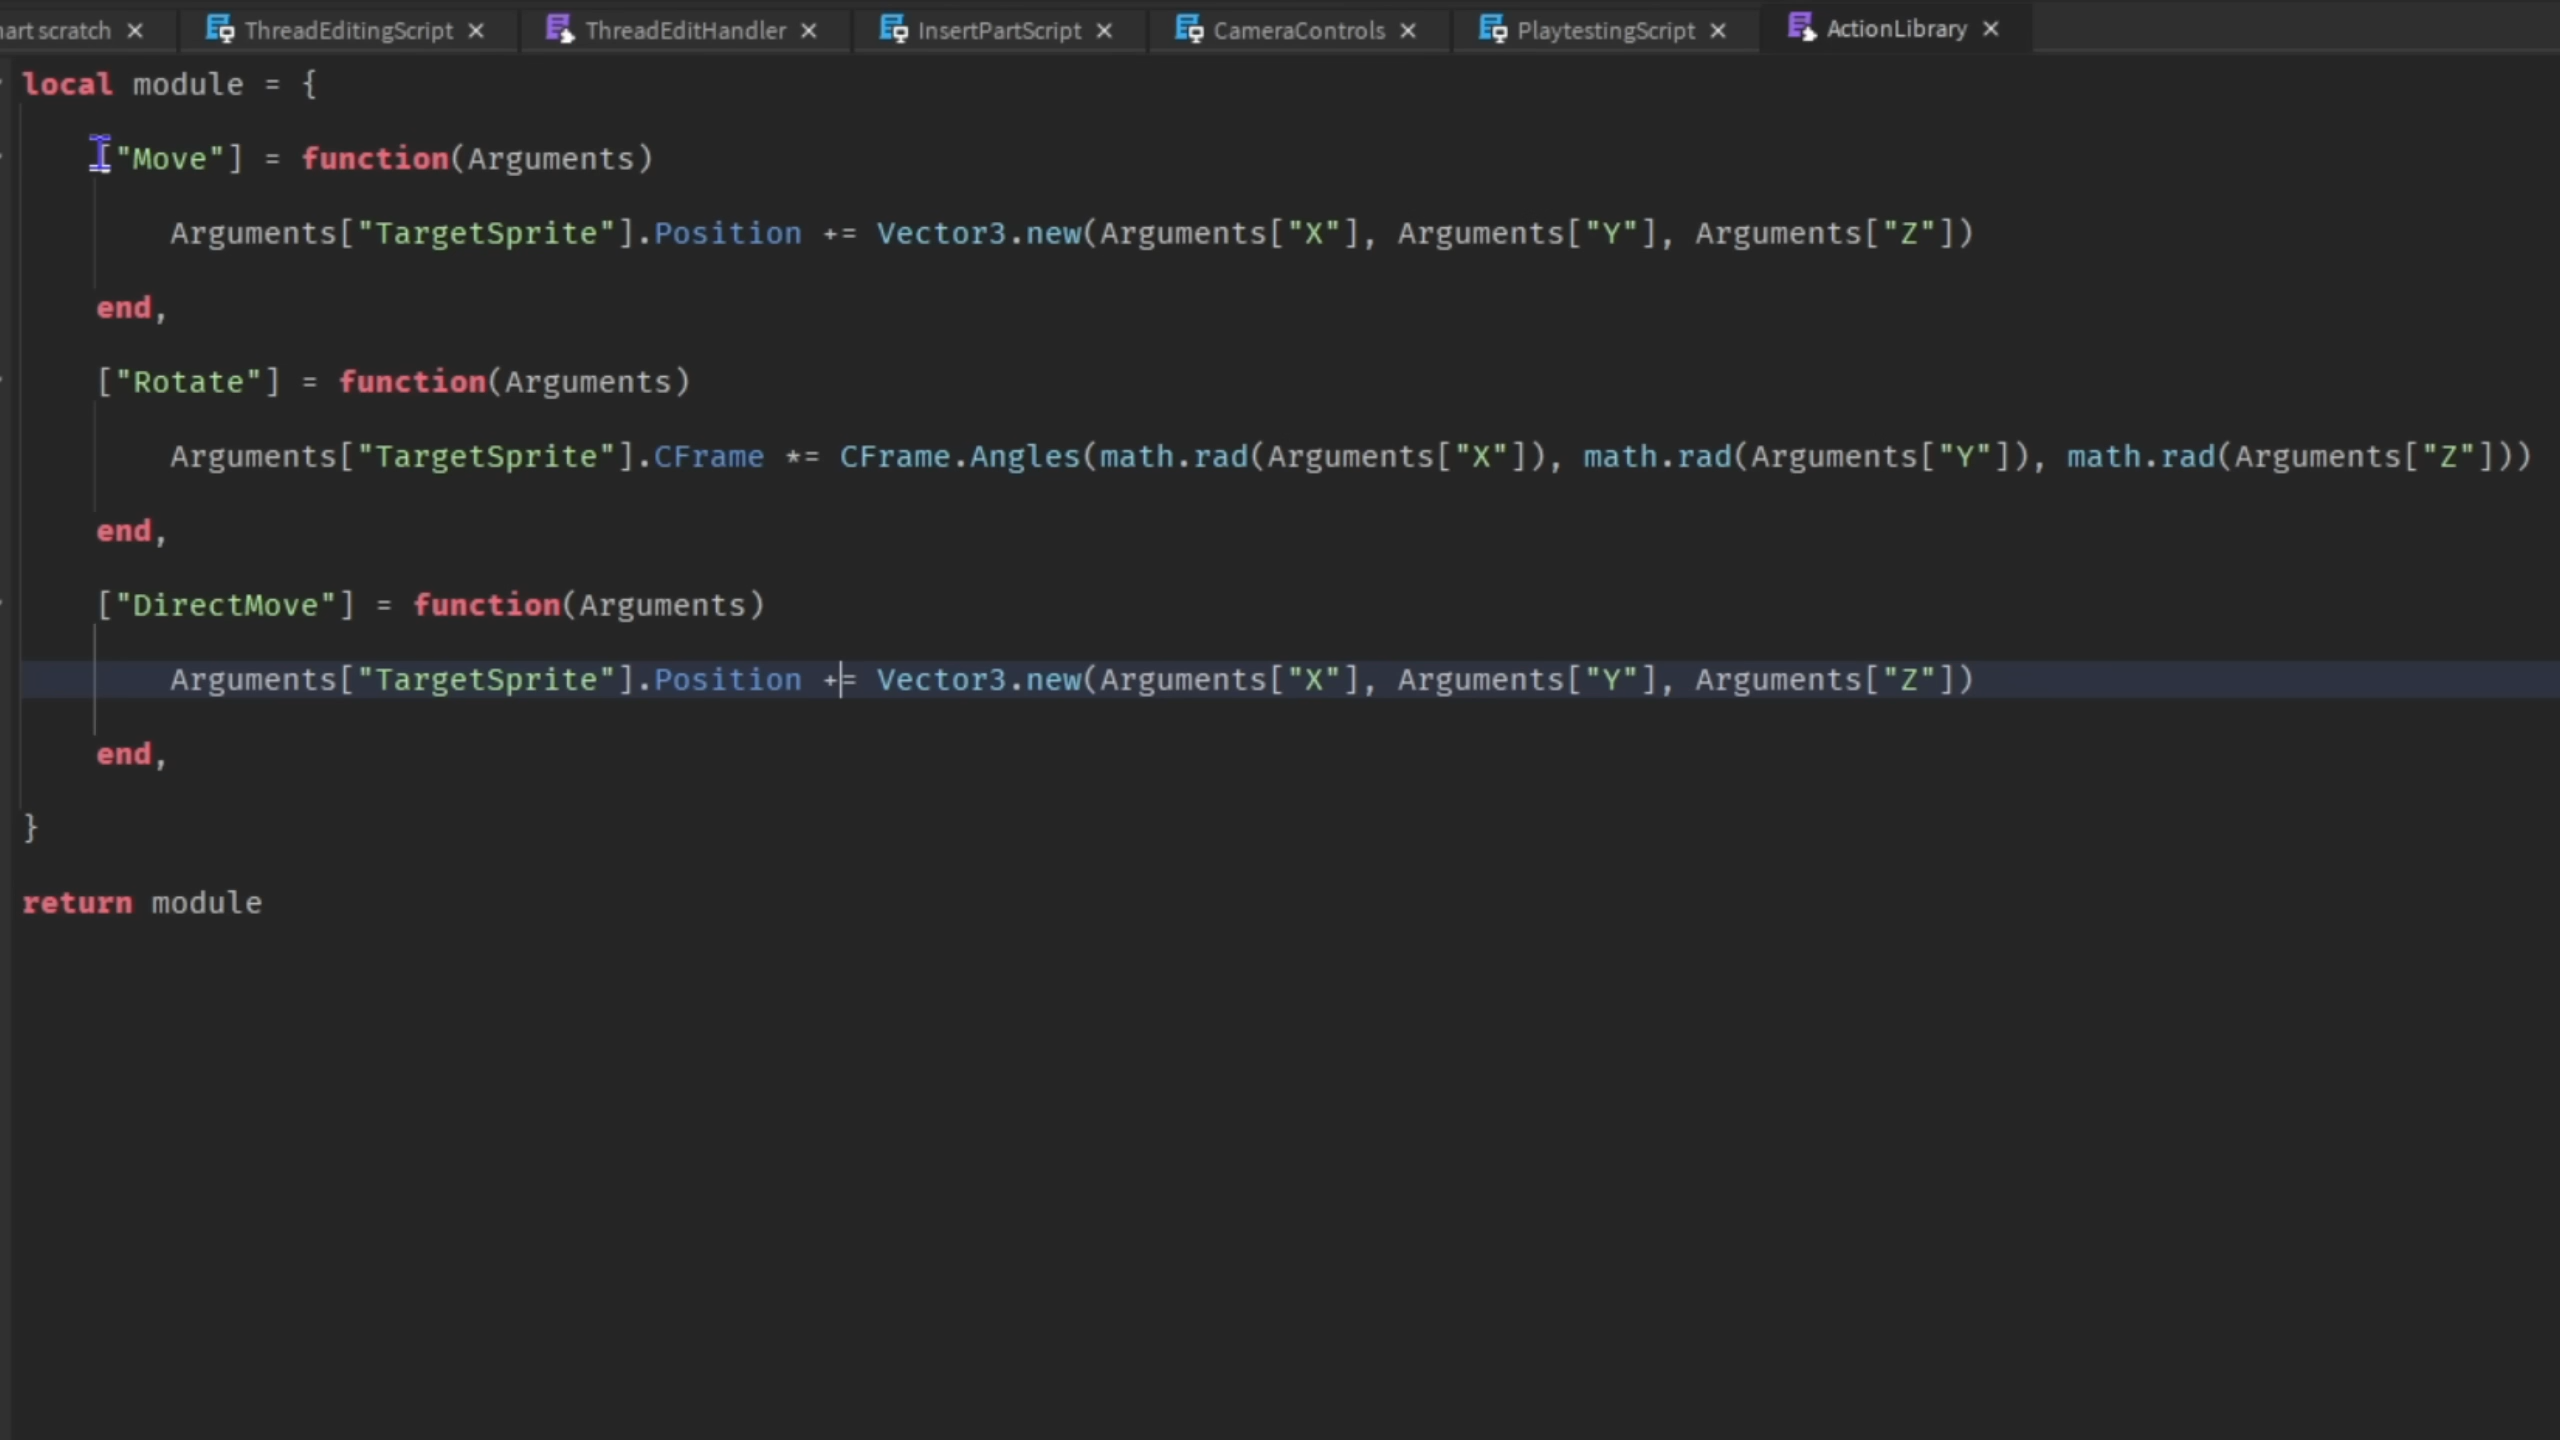 art scratch × ThreadEditingScript × ThreadEditHandler × InsertPartScript × CameraControls × PlaytestingScript × ActionLibrary ×
local module = {
["Move"] = function(Arguments)
Arguments["TargetSprite"].Position += Vector3.new(Arguments["X"], Arguments["Y"], Arguments["Z"])
end,
["Rotate"] = function(Arguments)
Arguments["TargetSprite"].CFrame *= CFrame.Angles(math.rad(Arguments["X"]), math.rad(Arguments["Y"]), math.rad(Arguments["Z"]))
end,
["DirectMove"] = function(Arguments)
Arguments["TargetSprite"].Position += Vector3.new(Arguments["X"], Arguments["Y"], Arguments["Z"])
end,
}
return module